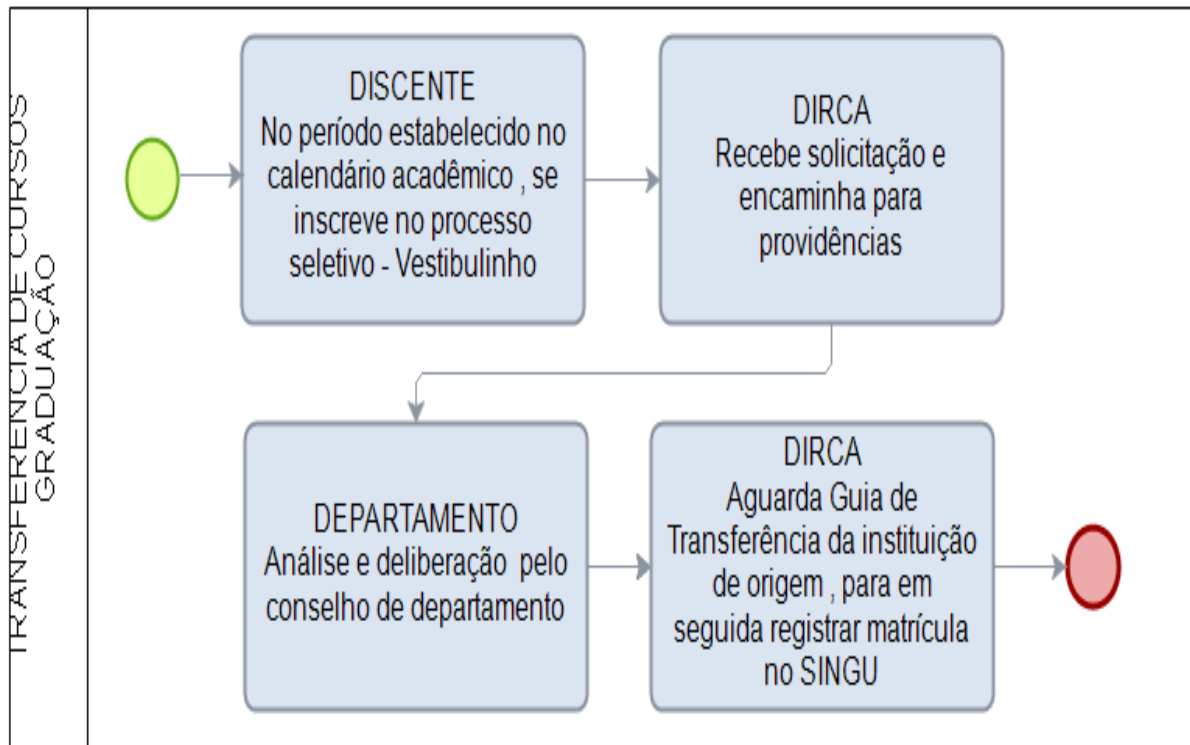 TRANSFERENCIA DE CURSOS
GRADUAÇÃO
DISCENTE
No período estabelecido no
calendário acadêmico , se
inscreve no processo
seletivo - Vestibulinho
DIRCA
Recebe solicitação e
encaminha para
providências
DEPARTAMENTO
Análise e deliberação pelo
conselho de departamento
DIRCA
Aguarda Guia de
Transferência da instituição
de origem , para em
seguida registrar matrícula
no SINGU